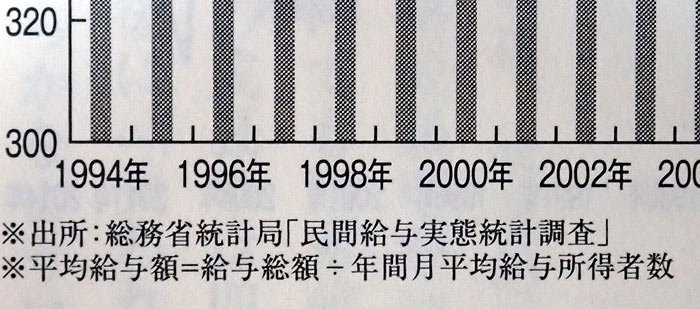 320
300
1994年 1996年 1998年 2000年 2002年 200
※出所:総務省統計局「民間給与実態統計調査」
※平均給与額=給与総額÷年間月平均給与所得者数